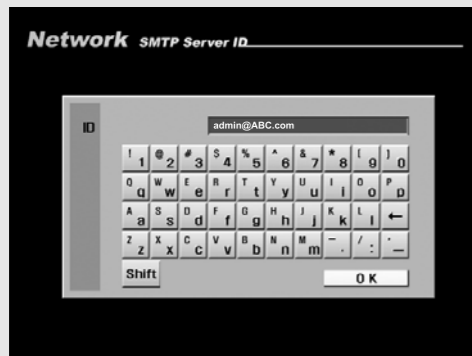 Network SMTP Server ID
ID
admin@ABC.com
! 1 @ 2 # 3 $ 4 % 5 ^ 6 & 7 * 8 ( 9 ) 0
Q q W w E e R r T t Y y U u I i O o P p
A a S s D d F f G g H h J j K k L l ←
Z z X x C c V v B b N n M m - . / : _
Shift
OK